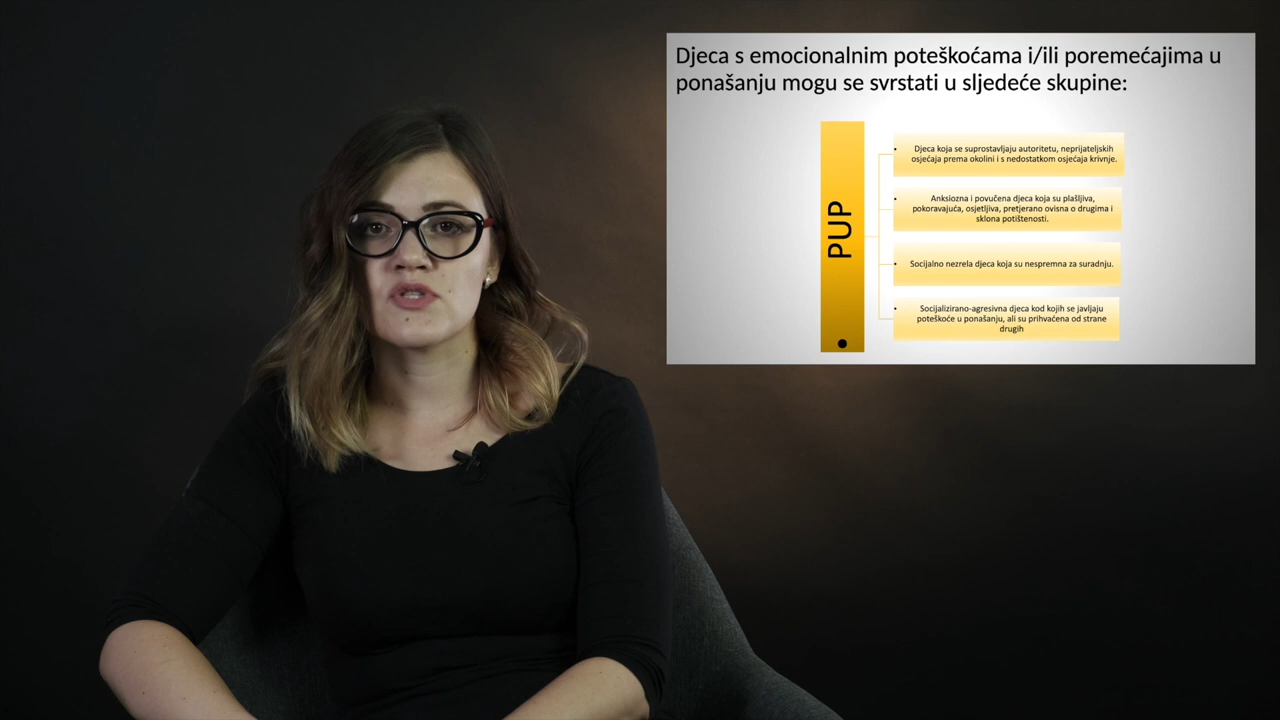 Djeca s emocionalnim poteškoćama i/ili poremećajima u
ponašanju mogu se svrstati u sljedeće skupine:
PUP
Djeca koja se suprostavljaju autoritetu, neprijateljskih
osjećaja prema okolini i s nedostatkom osjećaja krivnje.
Anksiozna i povučena djeca koja su plašljiva,
pokoravajuća, osjetljiva, pretjerano ovisna o drugima i
sklona potištenosti.
Socijalno nezrela djeca koja su nespremna za suradnju.
Socijalizirano-agresivna djeca kod kojih se javljaju
poteškoće u ponašanju, ali su prihvaćena od strane
drugih